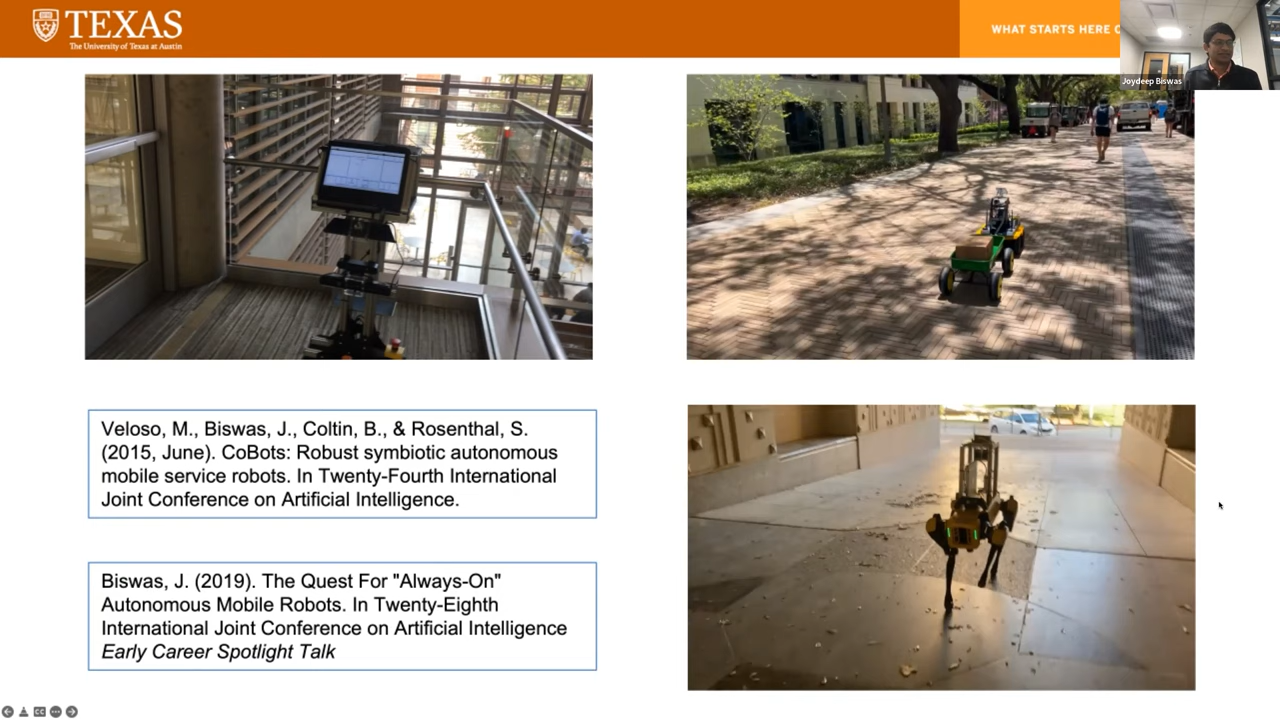 TEXAS
The University of Texas at Austin
WHAT STARTS HERE C
Joydeep Biswas
Veloso, M., Biswas, J., Coltin, B., & Rosenthal, S.
(2015, June). CoBots: Robust symbiotic autonomous
mobile service robots. In Twenty-Fourth International
Joint Conference on Artificial Intelligence.
Biswas, J. (2019). The Quest For "Always-On"
Autonomous Mobile Robots. In Twenty-Eighth
International Joint Conference on Artificial Intelligence
Early Career Spotlight Talk
CC